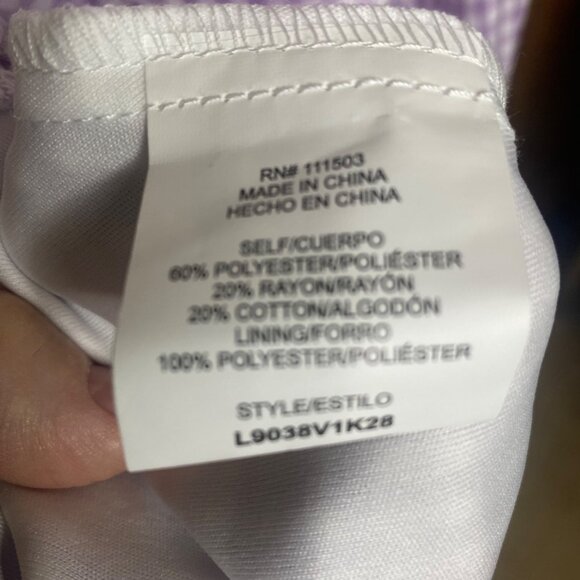 RN# 111503
MADE IN CHINA
HECHO EN CHINA
SELF/CUERPO
60% POLYESTER/POLIÉSTER
20% RAYON/RAYÓN
20% COTTON/ALGODÓN
LINING/FORRO
100% POLYESTER/POLIÉSTER
STYLE/ESTILO
L9038V1K28